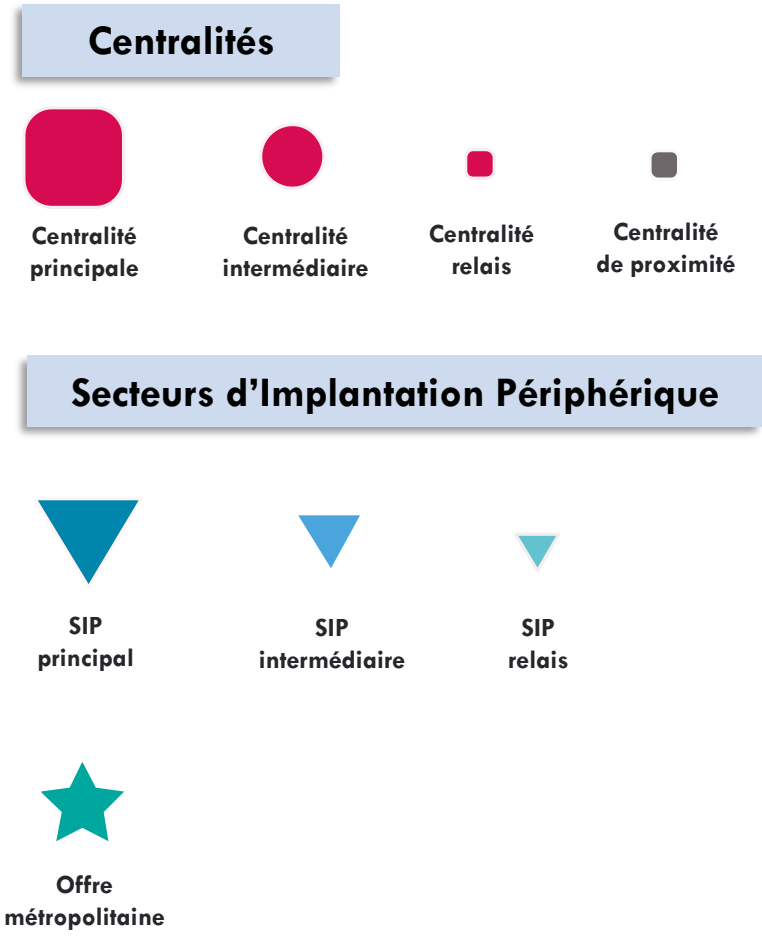 Centralités
Centralité
principale
Centralité
intermédiaire
Centralité
relais
Centralité
de proximité
Secteurs d’Implantation Périphérique
SIP
principal
SIP
intermédiaire
SIP
relais
Offre
métropolitaine